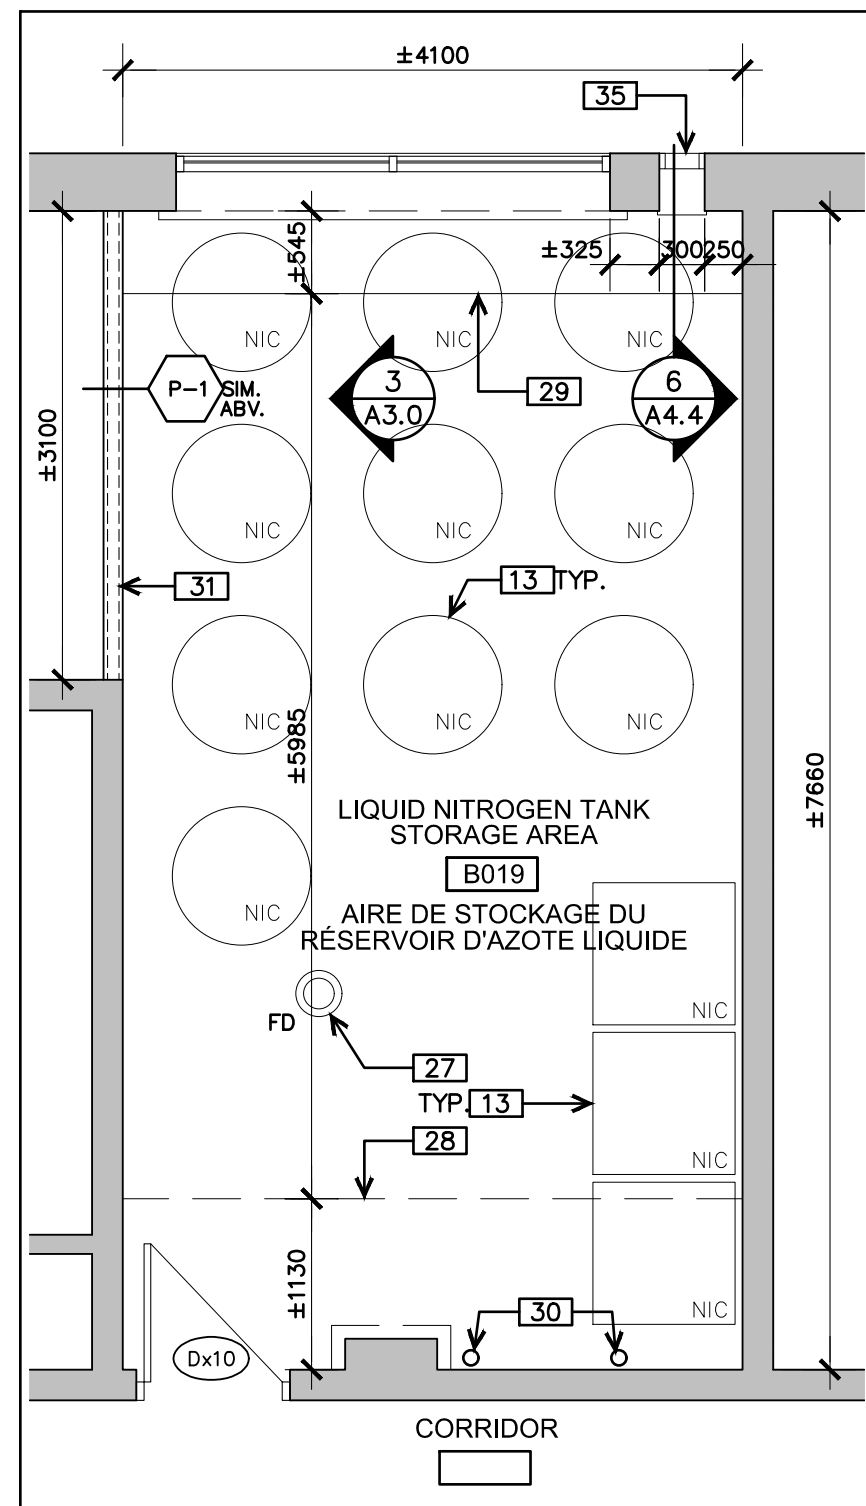 ±4100
35
±545
±325
300
250
NIC
NIC
NIC
P-1
SIM.
ABV.
3
A3.0
29
6
A4.4
±3100
NIC
NIC
NIC
31
13 TYP.
NIC
NIC
NIC
±5985
±7660
LIQUID NITROGEN TANK
STORAGE AREA
B019
AIRE DE STOCKAGE DU
RÉSERVOIR D'AZOTE LIQUIDE
NIC
FD
NIC
27
TYP. 13
28
NIC
±1130
30
NIC
Dx10
CORRIDOR